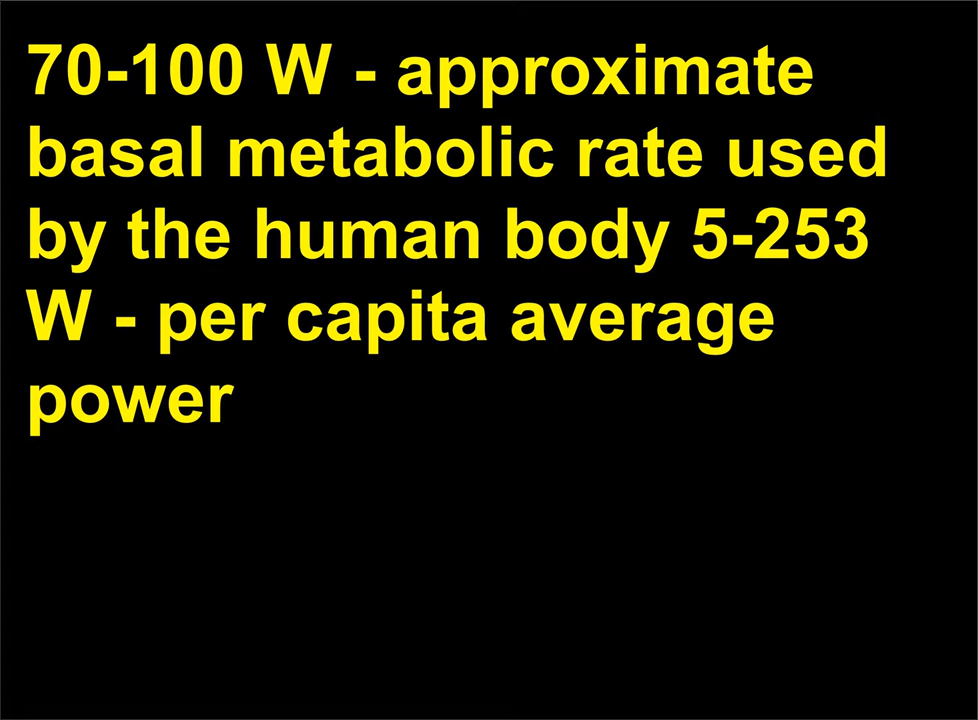 70-100 W - approximate
basal metabolic rate used
by the human body 5-253
W - per capita average
power